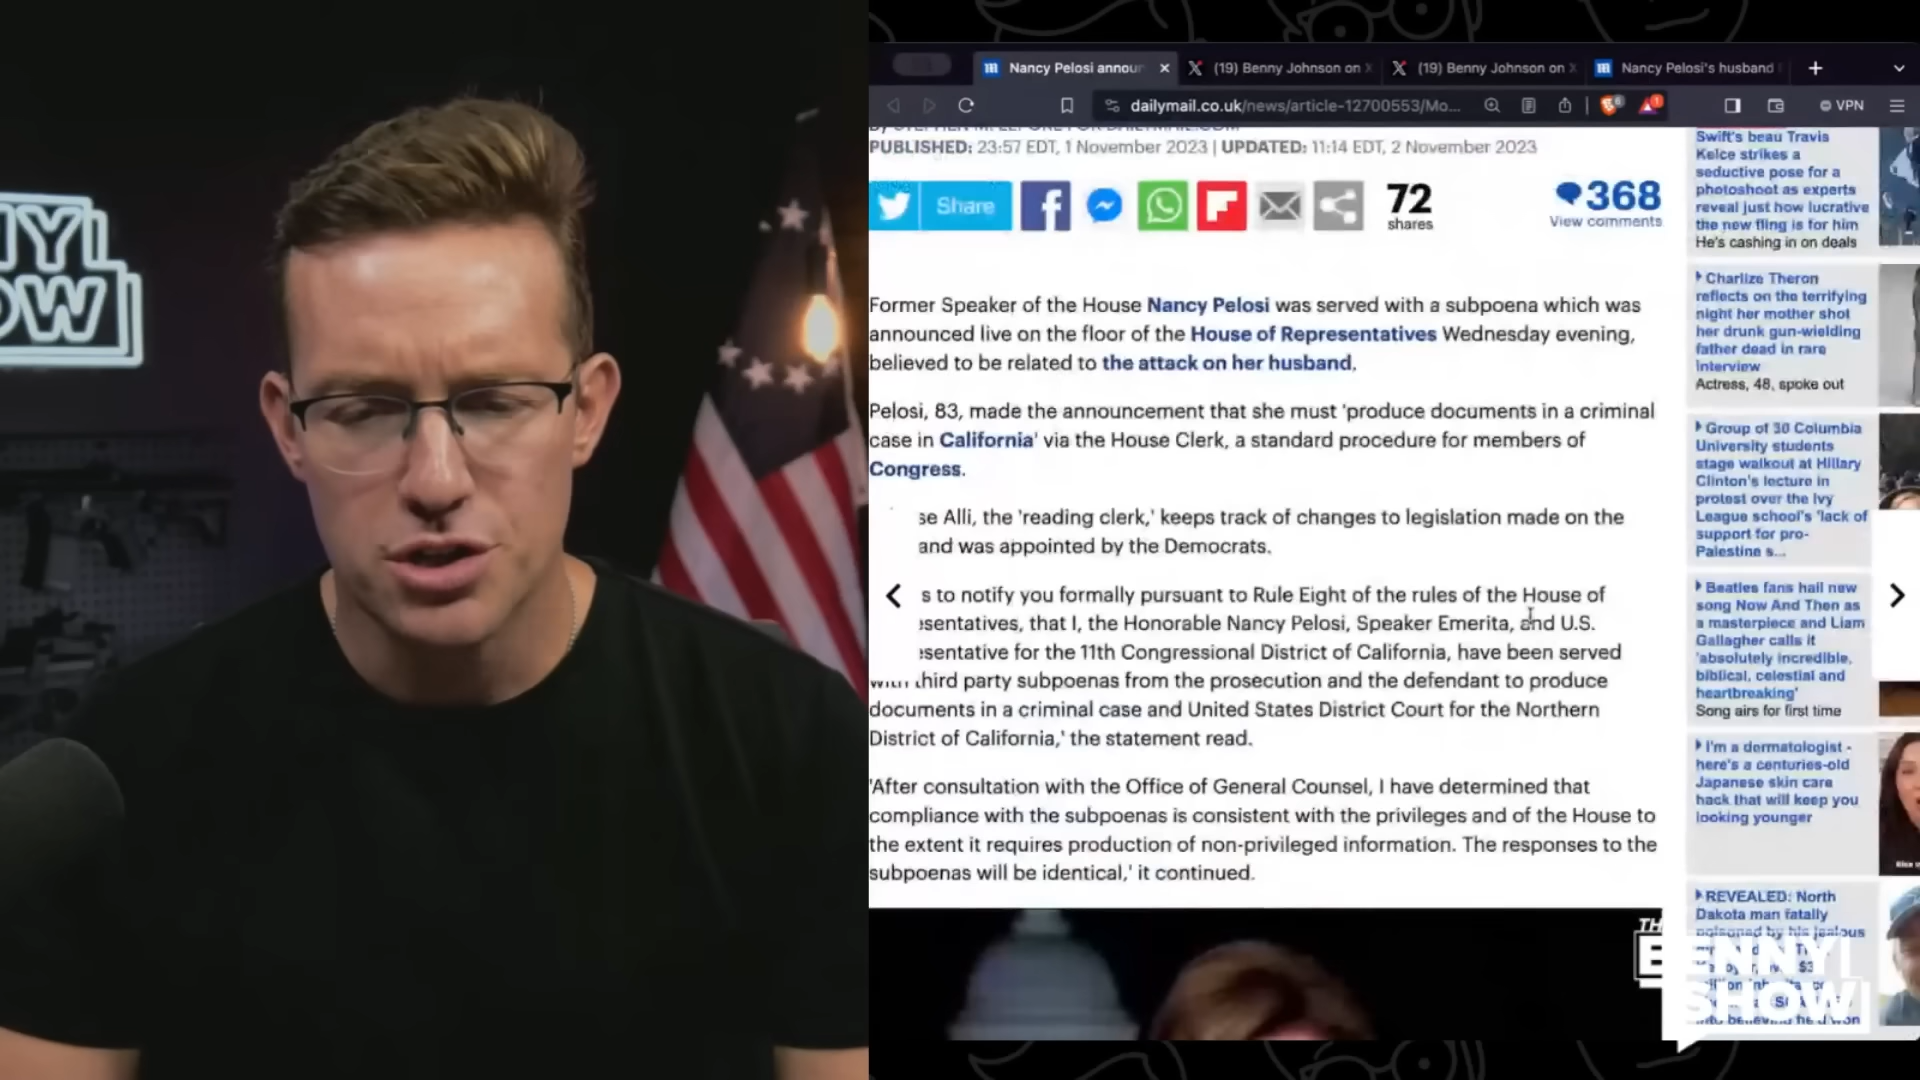 NY
OW
Nancy Pelosi annour
(19) Benny Johnson on X
(19) Benny Johnson on X
Nancy Pelosi's husband
dailymail.co.uk/news/article-12700553/Mo...
VPN
PUBLISHED: 23:57 EDT, 1 November 2023 | UPDATED: 11:14 EDT, 2 November 2023
Share
72
shares
368
View comments
Former Speaker of the House Nancy Pelosi was served with a subpoena which was
announced live on the floor of the House of Representatives Wednesday evening,
believed to be related to the attack on her husband.
Pelosi, 83, made the announcement that she must 'produce documents in a criminal
case in California' via the House Clerk, a standard procedure for members of
Congress.
se Alli, the 'reading clerk,' keeps track of changes to legislation made on the
and was appointed by the Democrats.
s to notify you formally pursuant to Rule Eight of the rules of the House of
sentatives, that I, the Honorable Nancy Pelosi, Speaker Emerita, and U.S.
sentative for the 11th Congressional District of California, have been served
with third party subpoenas from the prosecution and the defendant to produce
documents in a criminal case and United States District Court for the Northern
District of California,' the statement read.
'After consultation with the Office of General Counsel, I have determined that
compliance with the subpoenas is consistent with the privileges and of the House to
the extent it requires production of non-privileged information. The responses to the
subpoenas will be identical,' it continued.
Swift's beau Travis
Kelce strikes a
seductive pose for a
photoshoot as experts
reveal just how lucrative
the new fling is for him
He's cashing in on deals
Charlize Theron
reflects on the terrifying
night her mother shot
her drunk gun-wielding
father dead in rare
interview
Actress, 48, spoke out
Group of 30 Columbia
University students
stage walkout at Hillary
Clinton's lecture in
protest over the Ivy
League school's 'lack of
support for pro-
Palestine s...
Beatles fans hail new
song Now And Then as
a masterpiece and Liam
Gallagher calls it
'absolutely incredible,
biblical, celestial and
heartbreaking'
Song airs for first time
I'm a dermatologist -
here's a centuries-old
Japanese skin care
hack that will keep you
looking younger
REVEALED: North
Dakota man fatally
poisoned by his jealous
THE
BENNY
SHOW